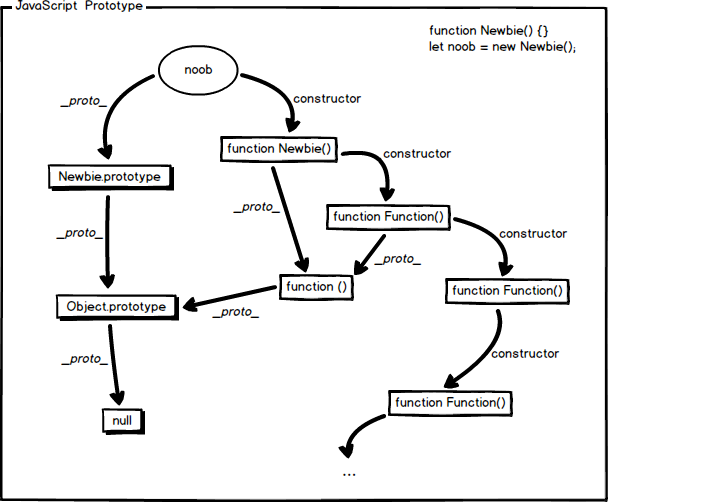 JavaScript Prototype
function Newbie() {}
let noob = new Newbie();
noob
_proto_
constructor
function Newbie()
constructor
Newbie.prototype
_proto_
function Function()
_proto_
constructor
_proto_
function ()
function Function()
Object.prototype
_proto_
_proto_
constructor
function Function()
null
...